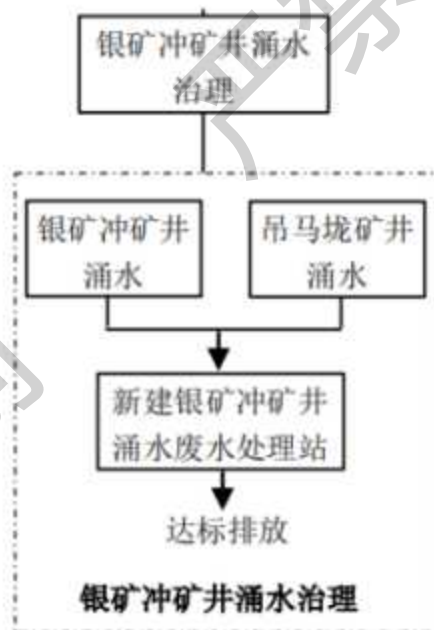 银矿冲矿井涌水
治理
银矿冲矿井
涌水
吊马垅矿井
涌水
新建银矿冲矿井
涌水废水处理站
达标排放
银矿冲矿井涌水治理